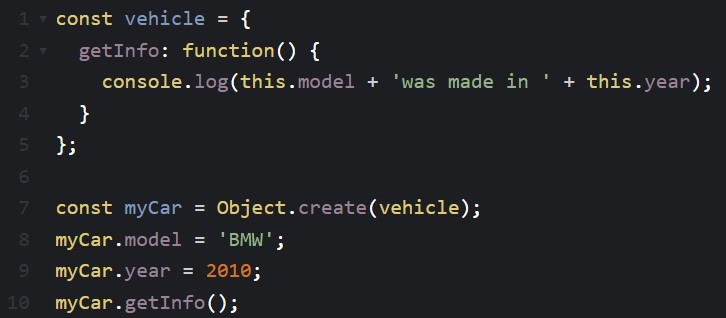 1 const vehicle = {
2   getInfo: function() {
3     console.log(this.model + 'was made in ' + this.year);
4   }
5 };
6
7 const myCar = Object.create(vehicle);
8 myCar.model = 'BMW';
9 myCar.year = 2010;
10 myCar.getInfo();